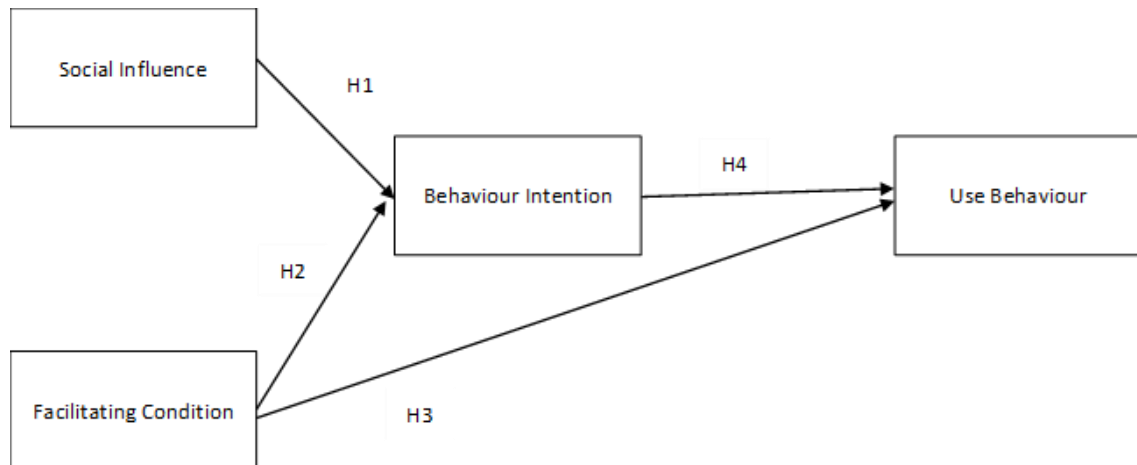 Social Influence
H1
Behaviour Intention
H4
Use Behaviour
H2
Facilitating Condition
H3